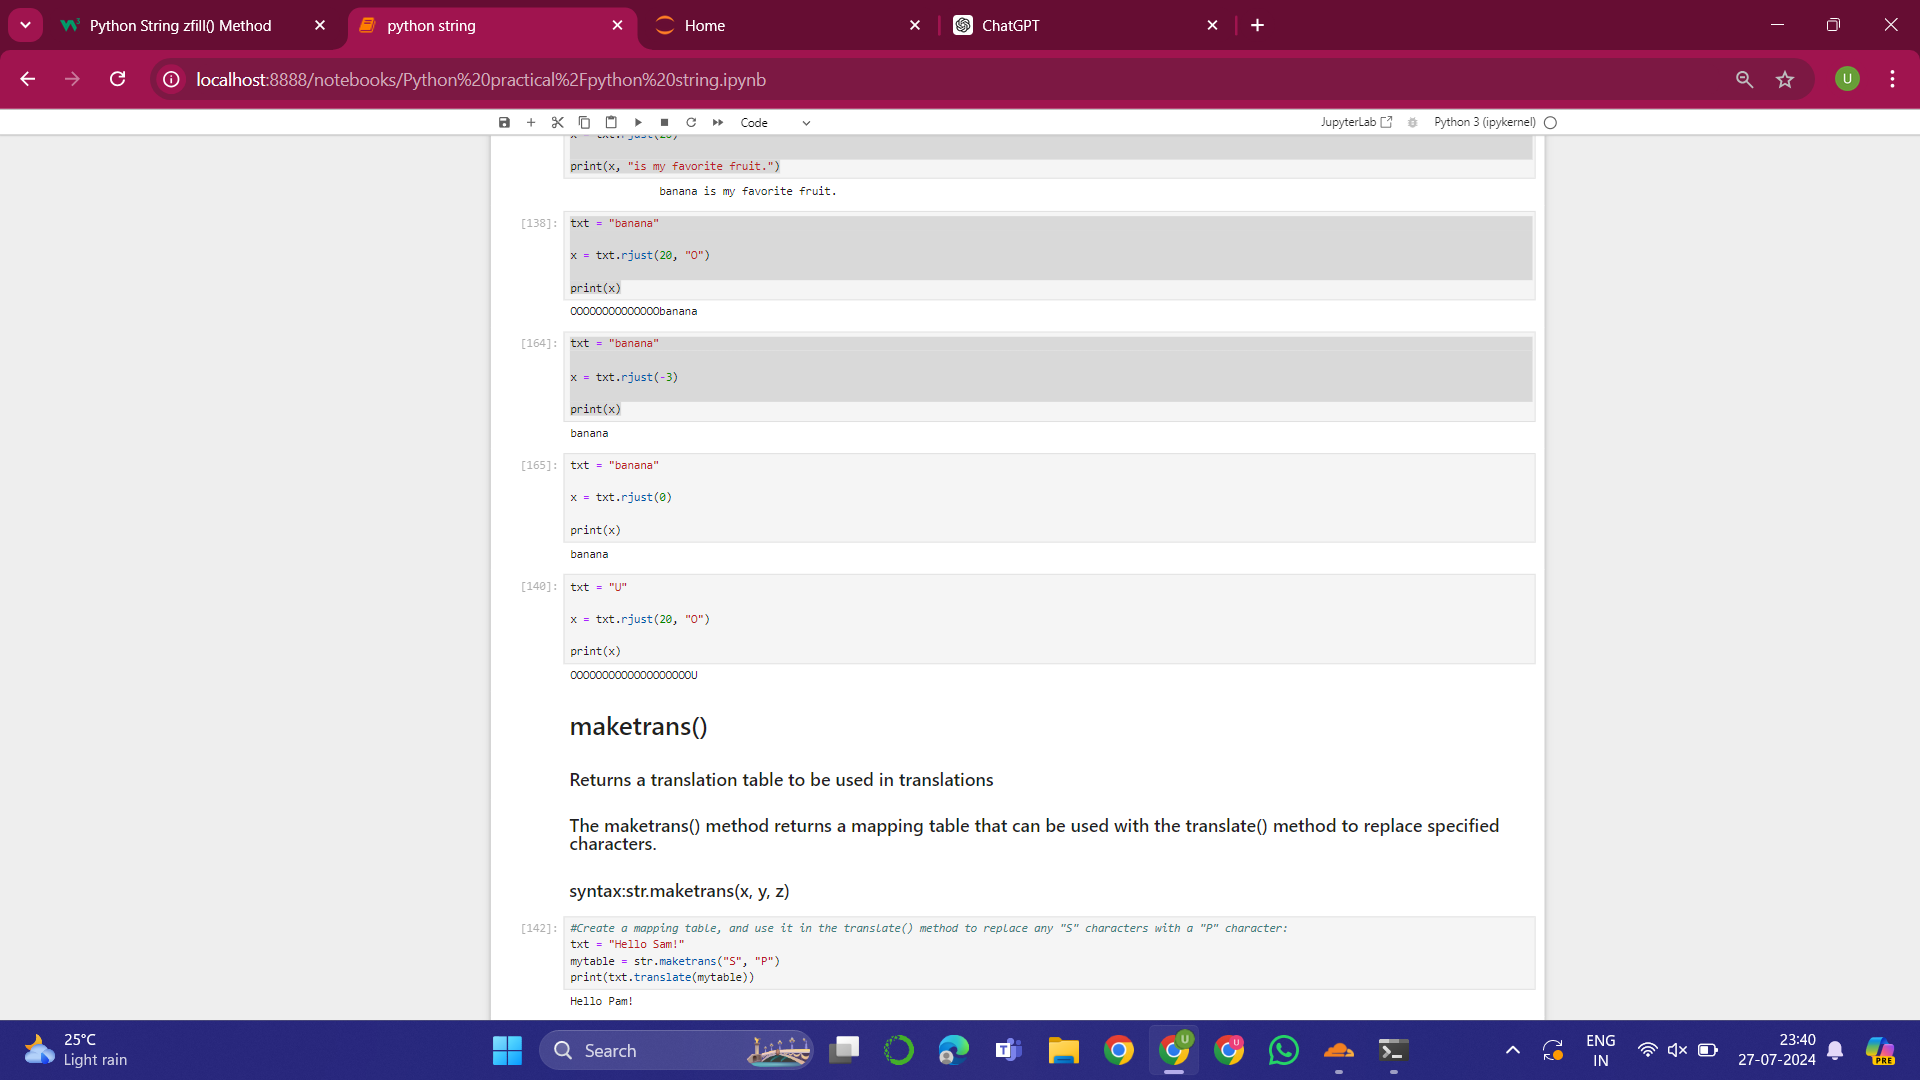 Python String zfill() Method
python string
Home
ChatGPT
localhost:8888/notebooks/Python%20practical%2Fpython%20string.ipynb
U
Code
JupyterLab
Python 3 (ipykernel)
print(x, "is my favorite fruit.")
banana is my favorite fruit.
[138]:
txt = "banana"
x = txt.rjust(20, "O")
print(x)
OOOOOOOOOOOOOObanana
[164]:
txt = "banana"
x = txt.rjust(-3)
print(x)
banana
[165]:
txt = "banana"
x = txt.rjust(0)
print(x)
banana
[140]:
txt = "U"
x = txt.rjust(20, "O")
print(x)
OOOOOOOOOOOOOOOOOOOU
maketrans()
Returns a translation table to be used in translations
The maketrans() method returns a mapping table that can be used with the translate() method to replace specified
characters.
syntax:str.maketrans(x, y, z)
[142]:
#Create a mapping table, and use it in the translate() method to replace any "S" characters with a "P" character:
txt = "Hello Sam!"
mytable = str.maketrans("S", "P")
print(txt.translate(mytable))
Hello Pam!
25°C
Light rain
Search
ENG
IN
23:40
27-07-2024
PRE